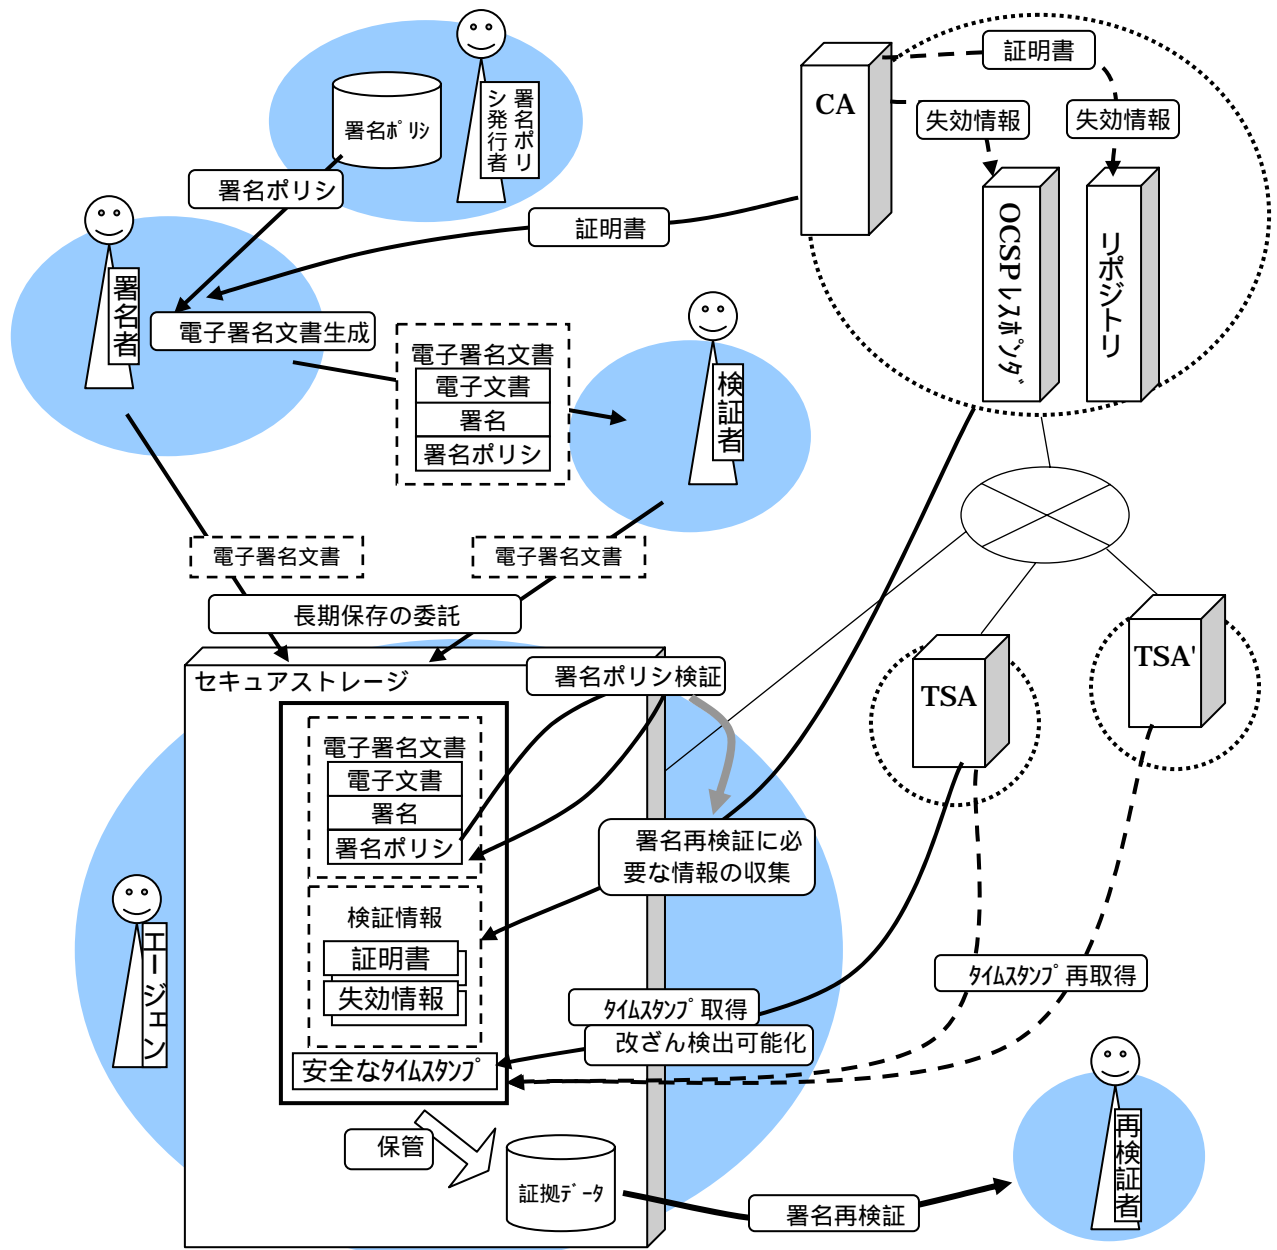 署名ﾎﾟﾘｼ
署名ポリ
シ発行者
署名ポリシ
証明書
CA
証明書
失効情報
失効情報
OCSPﾚｽﾎﾟﾝﾀﾞ
リポジトリ
署名者
電子署名文書生成
電子署名文書
電子文書
署名
署名ポリシ
検証者
電子署名文書
電子署名文書
長期保存の委託
セキュアストレージ
署名ポリシ検証
TSA
TSA'
電子署名文書
電子文書
署名
署名ポリシ
署名再検証に必
要な情報の収集
検証情報
証明書
失効情報
エージェン
ﾀｲﾑｽﾀﾝﾌﾟ取得
ﾀｲﾑｽﾀﾝﾌﾟ再取得
改ざん検出可能化
安全なﾀｲﾑｽﾀﾝﾌﾟ
保管
証拠ﾃﾞｰﾀ
署名再検証
再検証者